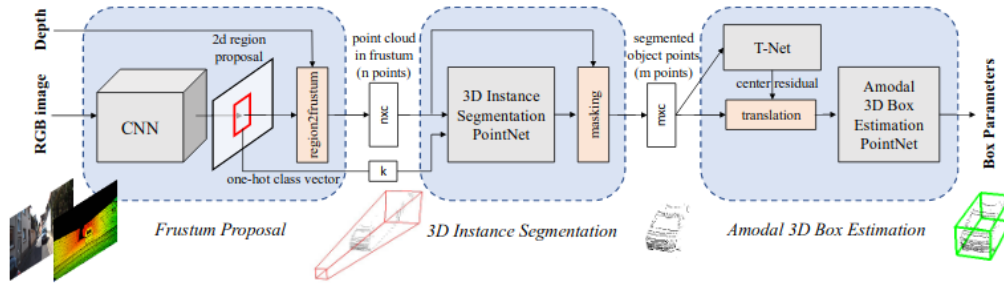 Depth
RGB image
CNN
2d region
proposal
region2frustum
one-hot class vector
Frustum Proposal
point cloud
in frustum
(n points)
nxc
k
3D Instance
Segmentation
PointNet
masking
3D Instance Segmentation
segmented
object points
(m points)
mxc
T-Net
center residual
translation
Amodal
3D Box
Estimation
PointNet
Amodal 3D Box Estimation
Box Parameters